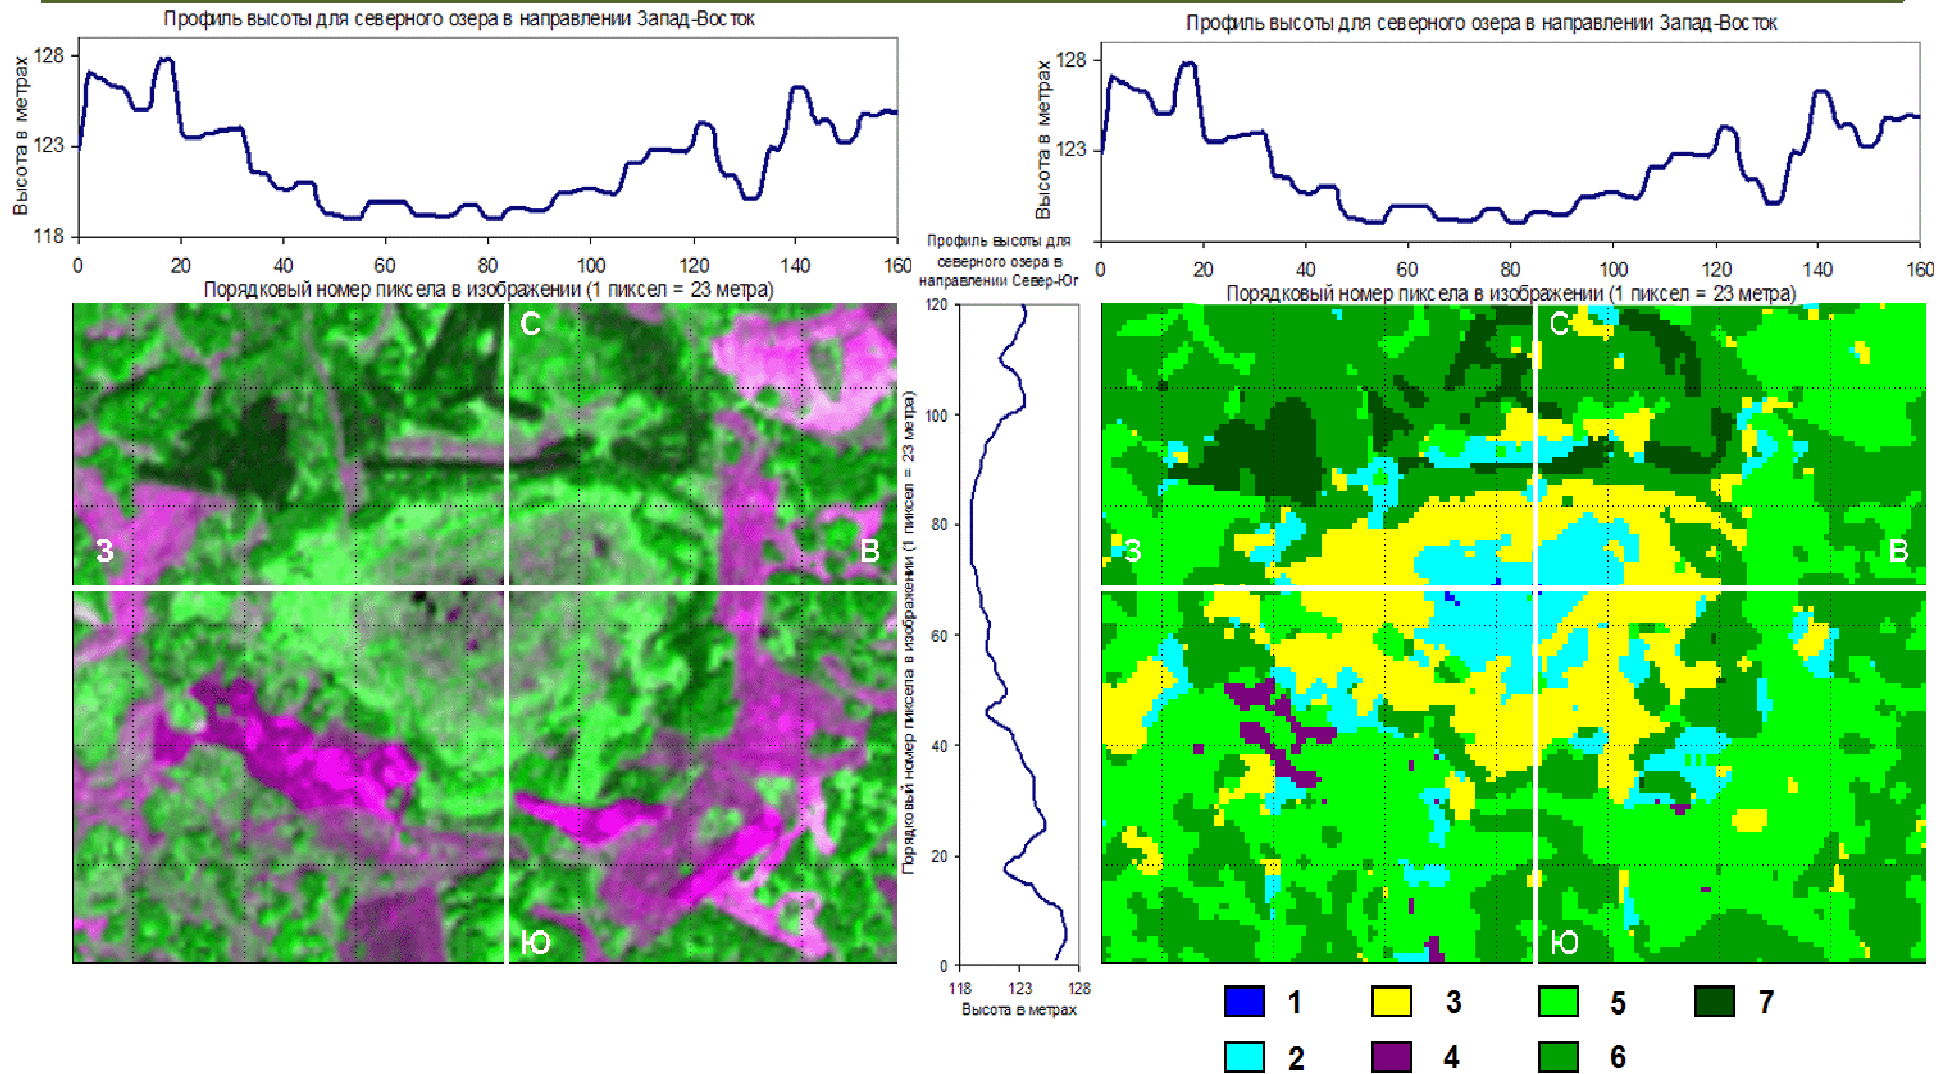 Профиль высоты для северного озера в направлении Запад-Восток
Высота в метрах
128
123
118
0 20 40 60 80 100 120 140 160
Порядковый номер пиксела в изображении (1 пиксел = 23 метра)
Профиль высоты для северного озера в направлении Запад-Восток
Высота в метрах
128
123
0 20 40 60 80 100 120 140 160
Порядковый номер пиксела в изображении (1 пиксел = 23 метра)
С
З
В
Ю
Профиль высоты для
северного озера в
направлении Север-Юг
Порядковый номер пиксела в изображении (1 пиксел = 23 метра)
120
100
80
60
40
20
0
118 123 128
Высота в метрах
С
З
В
Ю
1 3 5 7
2 4 6